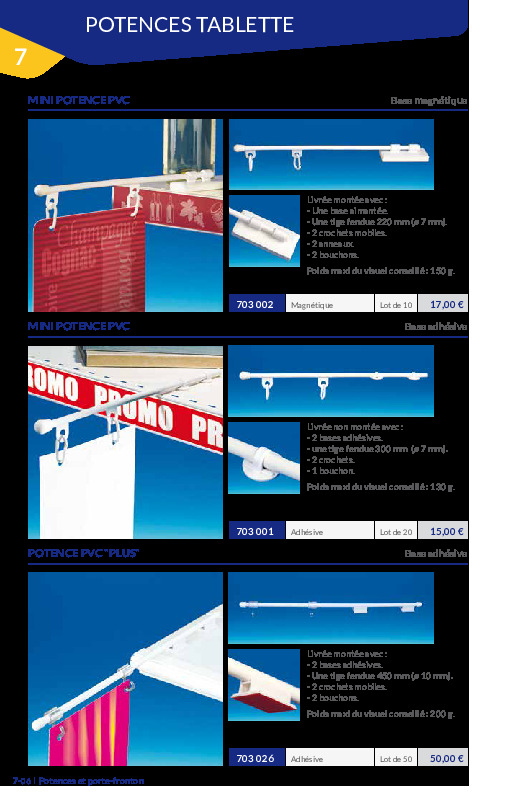 POTENCES TABLETTE
7
MINI POTENCE PVC
Base magnétique
Cognac
Livrée montée avec :
- Une base aimantée.
- Une tige fendue 220 mm (ø 7 mm).
- 2 crochets mobiles.
- 2 anneaux.
- 2 bouchons.
Poids maxi du visuel conseillé : 150 g.
703 002 Magnétique Lot de 10 17,00 €
MINI POTENCE PVC
Base adhésive
ROMO PROMO PR
Livrée non montée avec :
- 2 bases adhésives.
- une tige fendue 300 mm (ø 7 mm).
- 2 crochets.
- 1 bouchon.
Poids maxi du visuel conseillé : 130 g.
703 001 Adhésive Lot de 20 15,00 €
POTENCE PVC "PLUS"
Base adhésive
Livrée montée avec :
- 2 bases adhésives.
- Une tige fendue 450 mm (ø 10 mm).
- 2 crochets mobiles.
- 2 bouchons.
Poids maxi du visuel conseillé : 200 g.
703 026 Adhésive Lot de 50 50,00 €
7-06 | Potences et porte-fronton